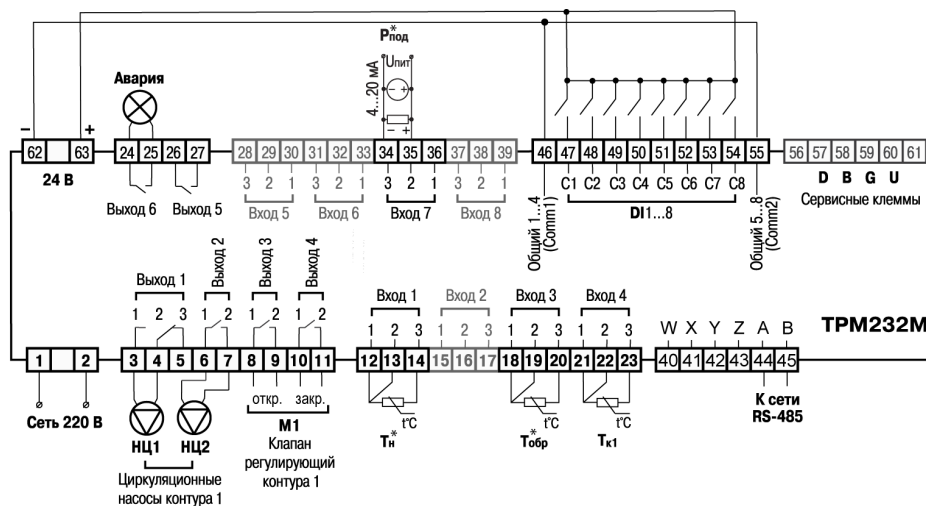 Pпод*
Uпит
4...20 мА
− +
− +
Авария
− +
62 63
24 25 26 27
28 29 30 31 32 33 34 35 36 37 38 39
46 47 48 49 50 51 52 53 54 55
56 57 58 59 60 61
24 В
Выход 6
Выход 5
3 2 1 3 2 1 3 2 1 3 2 1
Вход 5
Вход 6
Вход 7
Вход 8
C1 C2 C3 C4 C5 C6 C7 C8
DI1...8
Общий 1...4
(Comm1)
Общий 5...8
(Comm2)
D B G U
Сервисные клеммы
Выход 1
Выход 2
Выход 3
Выход 4
1 2 3 1 2 1 2 1 2
Вход 1
Вход 2
Вход 3
Вход 4
1 2 3 1 2 3 1 2 3 1 2 3
W X Y Z A B
ТРМ232М
1 2
3 4 5 6 7 8 9 10 11
12 13 14 15 16 17 18 19 20 21 22 23
40 41 42 43 44 45
Сеть 220 В
НЦ1
НЦ2
Циркуляционные
насосы контура 1
откр.
закр.
М1
Клапан
регулирующий
контура 1
t°C
Tн*
t°C
Tобр*
t°C
Tк1
К сети
RS-485